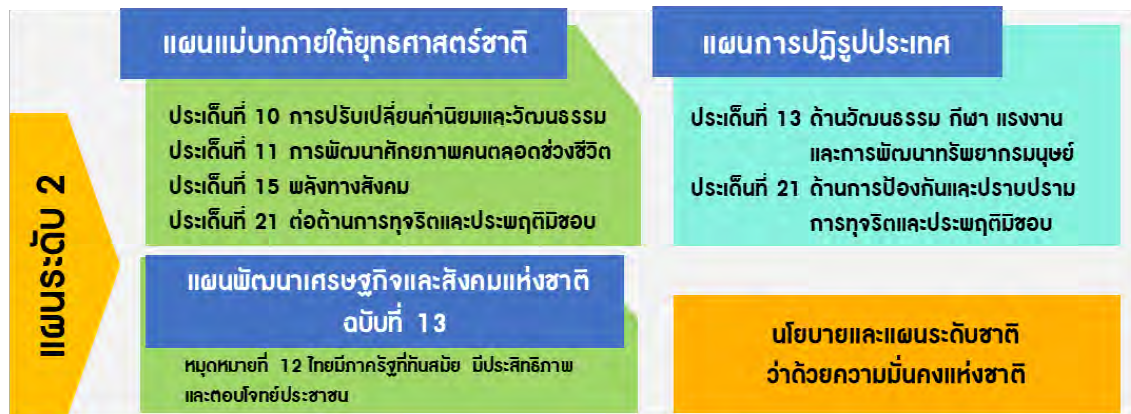 แผนระดับ 2
แผนแม่บทภายใต้ยุทธศาสตร์ชาติ
ประเด็นที่ 10 การปรับเปลี่ยนค่านิยมและวัฒนธรรม
ประเด็นที่ 11 การพัฒนาศักยภาพคนตลอดช่วงชีวิต
ประเด็นที่ 15 พลังทางสังคม
ประเด็นที่ 21 ต่อต้านการทุจริตและประพฤติมิชอบ
แผนการปฏิรูปประเทศ
ประเด็นที่ 13 ด้านวัฒนธรรม กีฬา แรงงาน
และการพัฒนาทรัพยากรมนุษย์
ประเด็นที่ 21 ด้านการป้องกันและปราบปราม
การทุจริตและประพฤติมิชอบ
แผนพัฒนาเศรษฐกิจและสังคมแห่งชาติ
ฉบับที่ 13
หมุดหมายที่ 12 ไทยมีภาครัฐที่ทันสมัย มีประสิทธิภาพ
และตอบโจทย์ประชาชน
นโยบายและแผนระดับชาติ
ว่าด้วยความมั่นคงแห่งชาติ